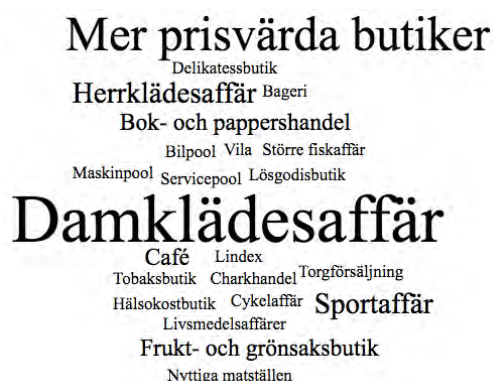 Mer prisvärda butiker
Delikatessbutik
Herrklädesaffär Bageri
Bok- och pappershandel
Bilpool Vila Större fiskaffär
Maskinpool Servicepool Lösgodisbutik
Damklädesaffär
Café Lindex
Tobaksbutik Charkhandel Torgförsäljning
Hälsokostbutik Cykelaffär Sportaffär
Livsmedelsaffärer
Frukt- och grönsaksbutik
Nyttiga matställen